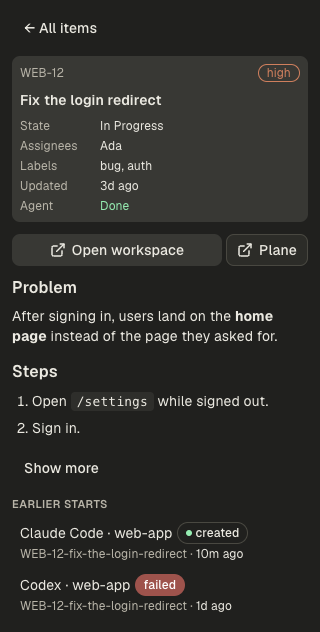 ← All items
WEB-12 high
Fix the login redirect
State In Progress
Assignees Ada
Labels bug, auth
Updated 3d ago
Agent Done
Open workspace Plane
Problem
After signing in, users land on the home
page instead of the page they asked for.
Steps
1. Open /settings while signed out.
2. Sign in.
Show more
EARLIER STARTS
Claude Code · web-app created
WEB-12-fix-the-login-redirect · 10m ago
Codex · web-app failed
WEB-12-fix-the-login-redirect · 1d ago